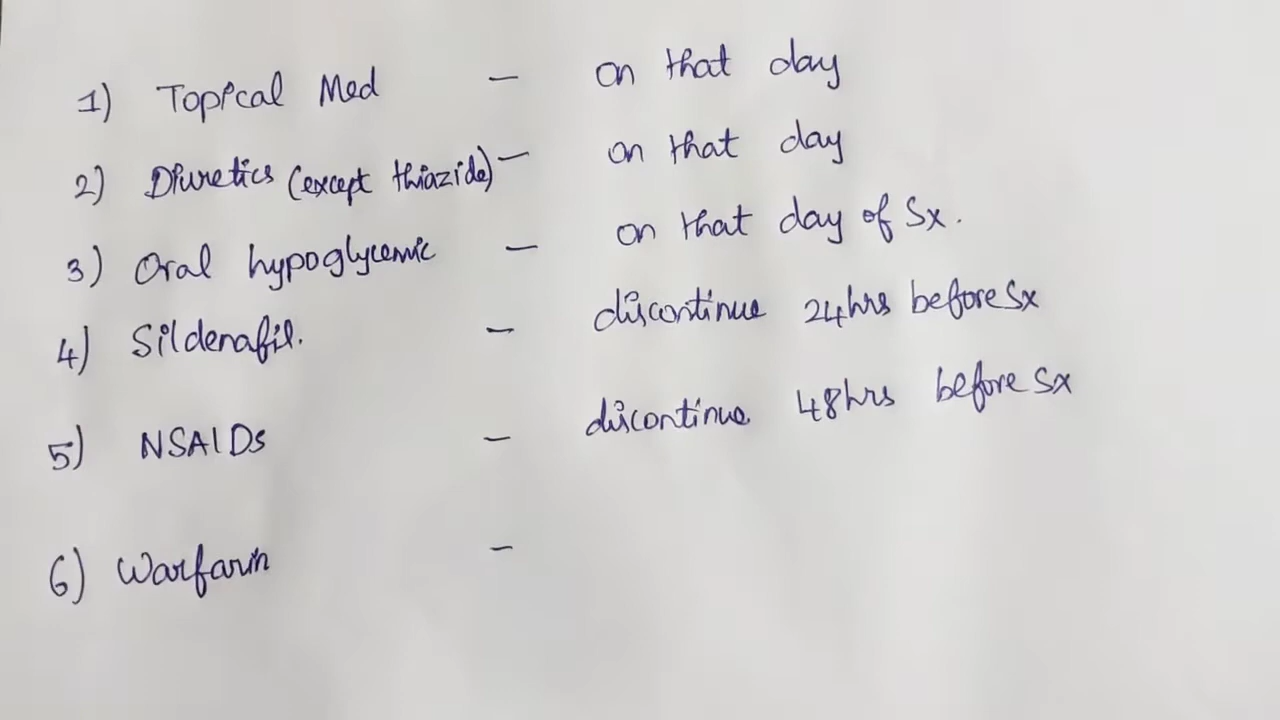 1) Topical Med - on that day
2) Diuretics (except thiazide) - on that day
3) Oral hypoglycemic - on that day of Sx.
4) Sildenafil. - discontinue 24hrs before Sx
5) NSAIDs - discontinue 48hrs before Sx
6) Warfarin -